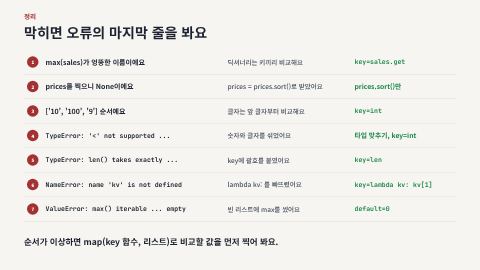 정리
막히면 오류의 마지막 줄을 봐요
1 max(sales)가 엉뚱한 이름이에요 딕셔너리는 키끼리 비교해요 key=sales.get
2 prices를 찍으니 None이에요 prices = prices.sort()로 받았어요 prices.sort()만
3 ['10', '100', '9'] 순서예요 글자는 앞 글자부터 비교해요 key=int
4 TypeError: '<' not supported ... 숫자와 글자를 섞었어요 타입 맞추기, key=int
5 TypeError: len() takes exactly ... key에 괄호를 붙였어요 key=len
6 NameError: name 'kv' is not defined lambda kv: 를 빠뜨렸어요 key=lambda kv: kv[1]
7 ValueError: max() iterable ... empty 빈 리스트에 max를 썼어요 default=0
순서가 이상하면 map(key 함수, 리스트)로 비교할 값을 먼저 찍어 봐요.